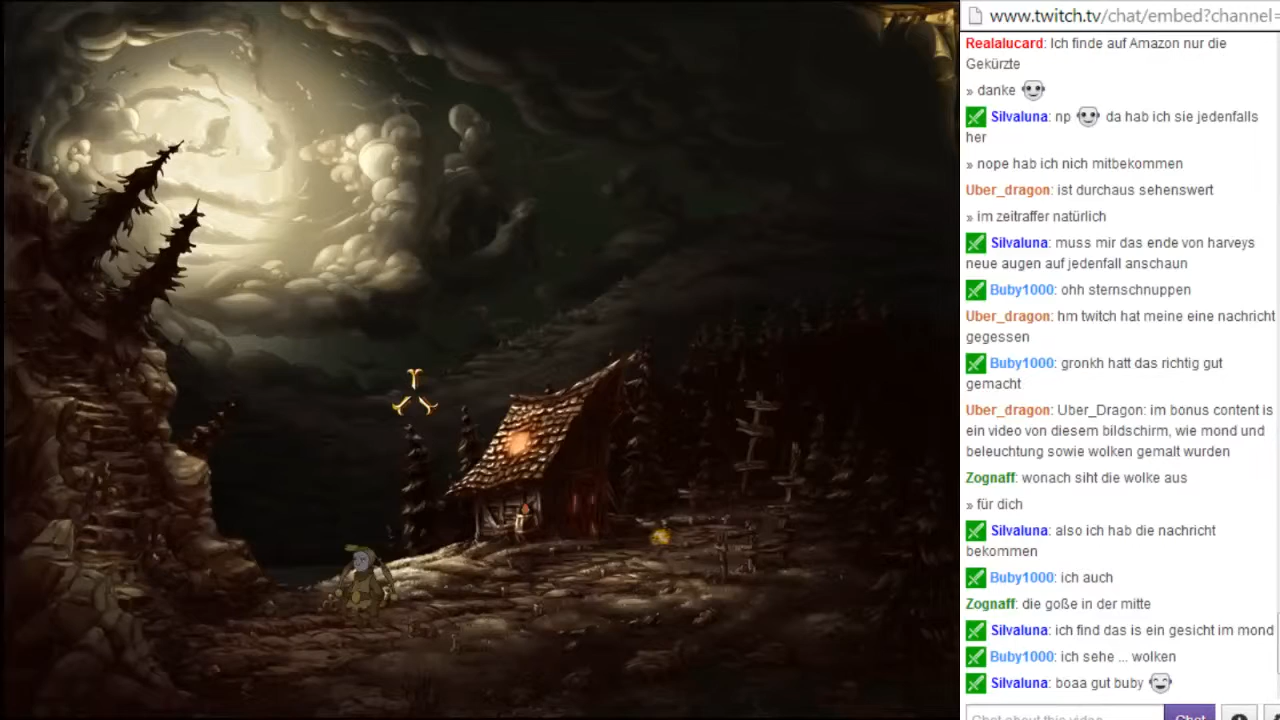 www.twitch.tv/chat/embed?channel=
Realalucard: Ich finde auf Amazon nur die
Gekürzte
» danke
Silvaluna: np da hab ich sie jedenfalls
her
» nope hab ich nich mitbekommen
Uber_dragon: ist durchaus sehenswert
» im zeitraffer natürlich
Silvaluna: muss mir das ende von harveys
neue augen auf jedenfall anschaun
Buby1000: ohh sternschnuppen
Uber_dragon: hm twitch hat meine eine nachricht
gegessen
Buby1000: gronkh hatt das richtig gut
gemacht
Uber_dragon: Uber_Dragon: im bonus content is
ein video von diesem bildschirm, wie mond und
beleuchtung sowie wolken gemalt wurden
Zognaff: wonach siht die wolke aus
» für dich
Silvaluna: also ich hab die nachricht
bekommen
Buby1000: ich auch
Zognaff: die goße in der mitte
Silvaluna: ich find das is ein gesicht im mond
Buby1000: ich sehe ... wolken
Silvaluna: boaa gut buby
Chat about this video
Chat